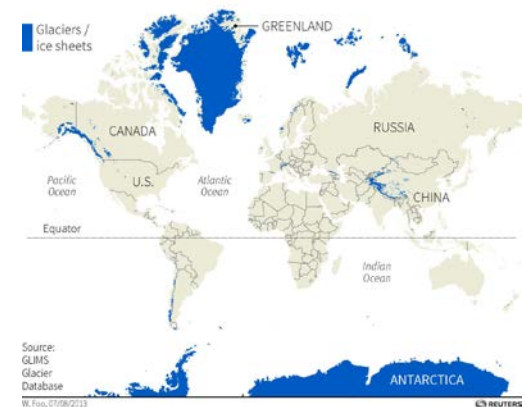 Glaciers /
ice sheets
GREENLAND
CANADA
RUSSIA
U.S.
CHINA
Pacific
Ocean
Atlantic
Ocean
Equator
Indian
Ocean
Source:
GLIMS
Glacier
Database
ANTARCTICA
W. Foo, 07/08/2013
REUTERS